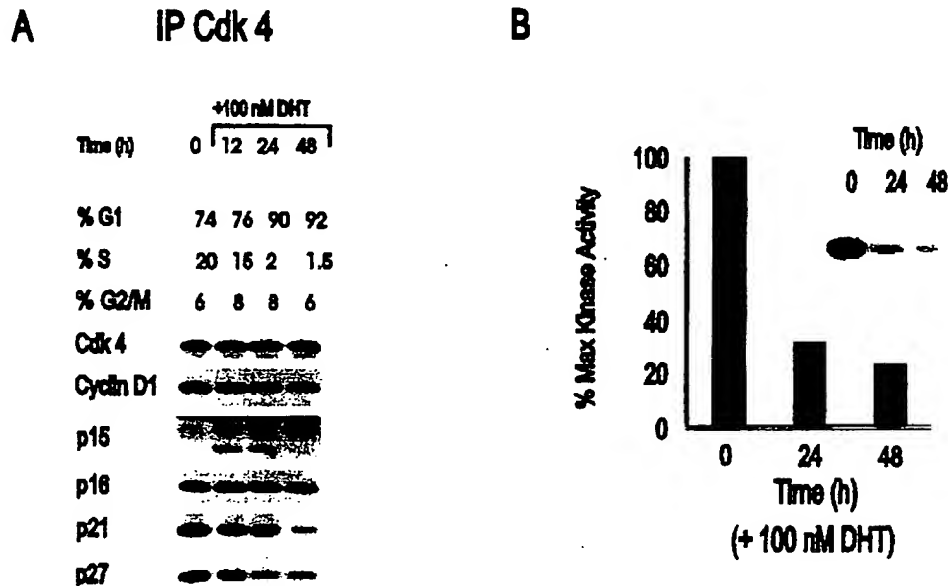 A
IP Cdk 4
+100 nM DHT
Time (h) 0 12 24 48
% G1 74 76 90 92
% S 20 15 2 1.5
% G2/M 6 8 8 6
Cdk 4
Cyclin D1
p15
p16
p21
p27
B
Time (h)
0 24 48
% Max Kinase Activity
100
80
60
40
20
0
0 24 48
Time (h)
(+ 100 nM DHT)